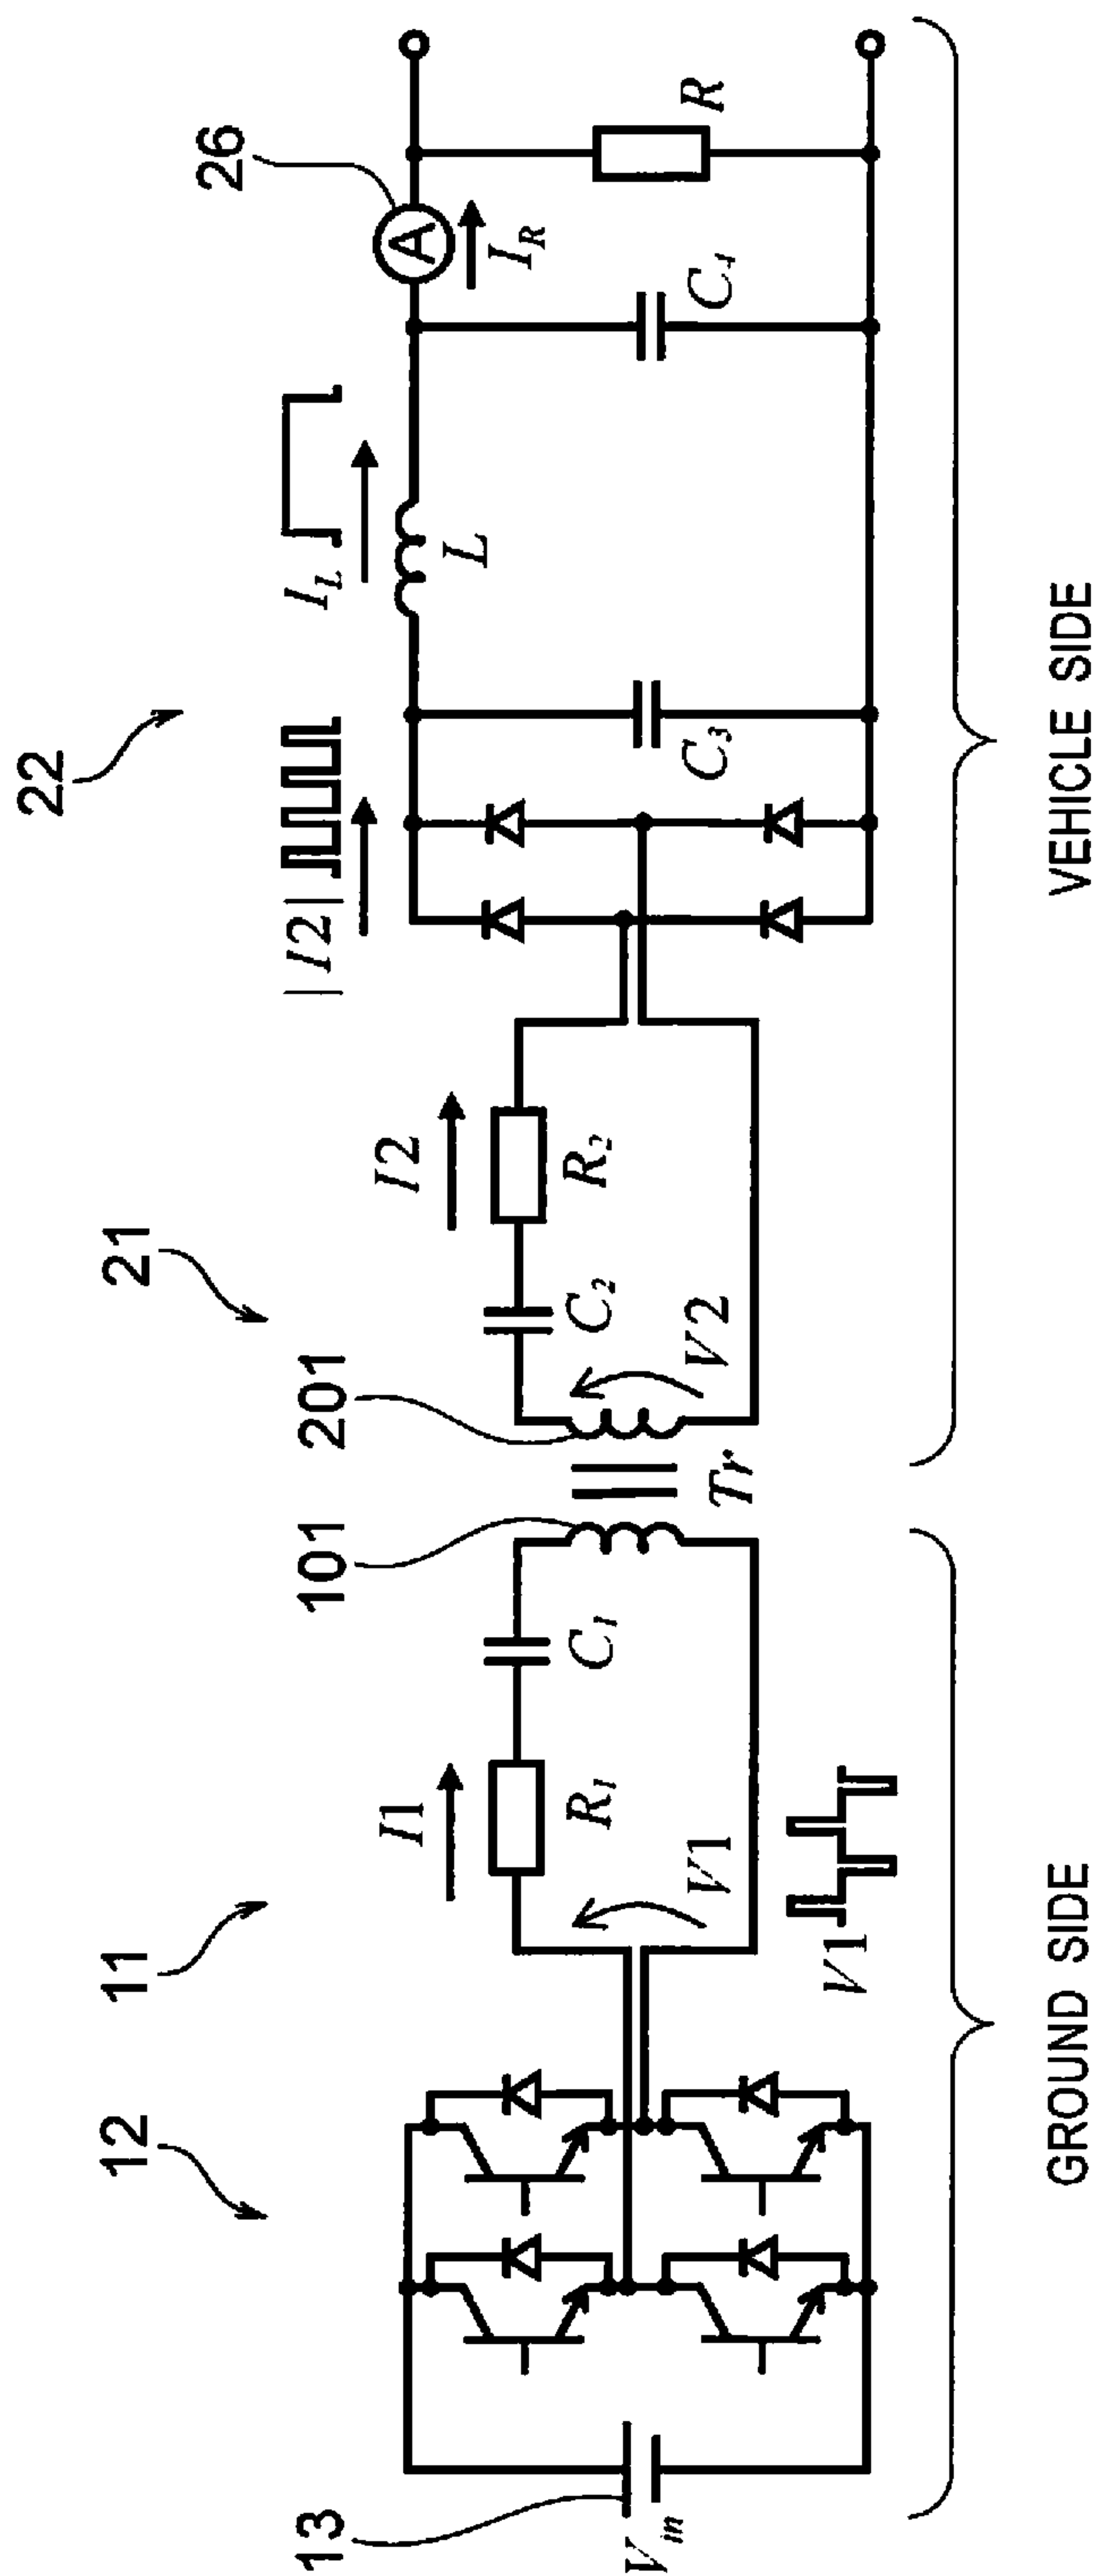 12
11
21
22
26
13
101
201
V_in
I1
R_1
C_1
V1
V1
Tr
V2
C_2
I2
R_2
|I2|
C_3
I_L
L
C_4
I_R
A
R
GROUND SIDE
VEHICLE SIDE